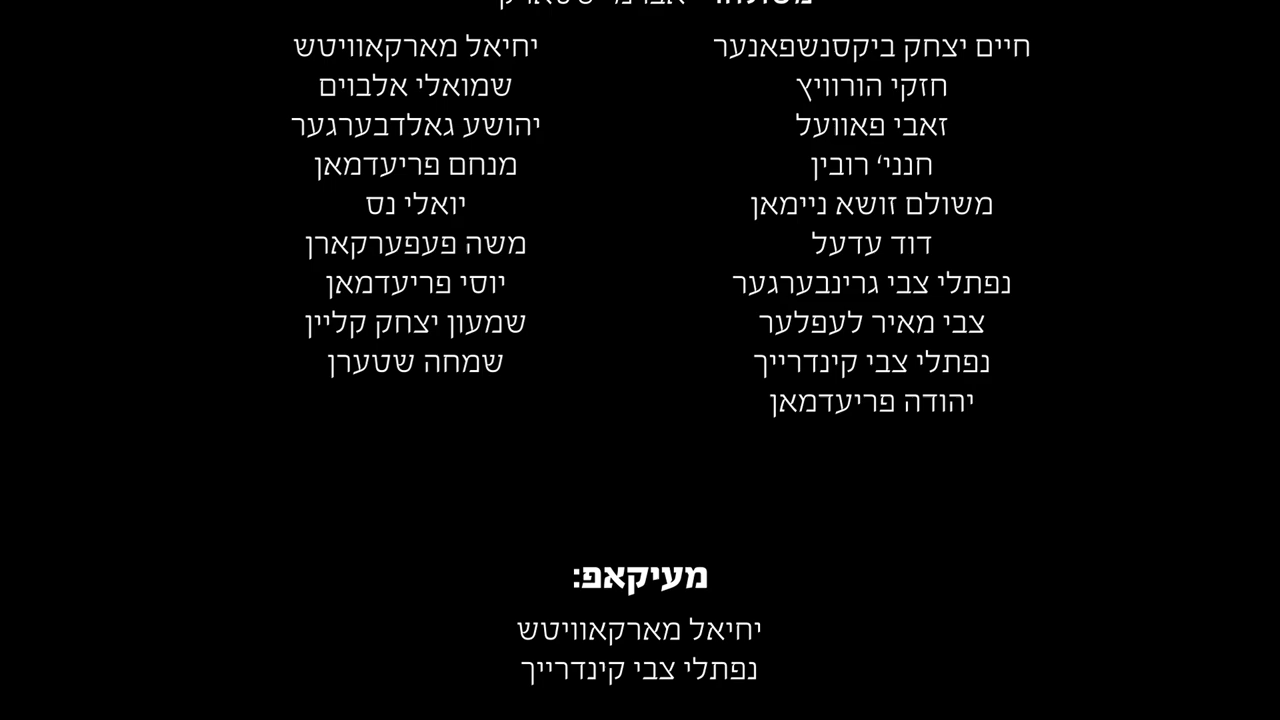 חיים יצחק ביקסנשפאנער
חזקי הורוויץ
זאבי פאוועל
חנני׳ רובין
משולם זושא ניימאן
דוד עדעל
נפתלי צבי גרינבערגער
צבי מאיר לעפלער
נפתלי צבי קינדרייך
יהודה פריעדמאן
יחיאל מארקאוויטש
שמואלי אלבוים
יהושע גאלדבערגער
מנחם פריעדמאן
יואלי נס
משה פעפערקארן
יוסי פריעדמאן
שמעון יצחק קליין
שמחה שטערן
מעיקאפ:
יחיאל מארקאוויטש
נפתלי צבי קינדרייך